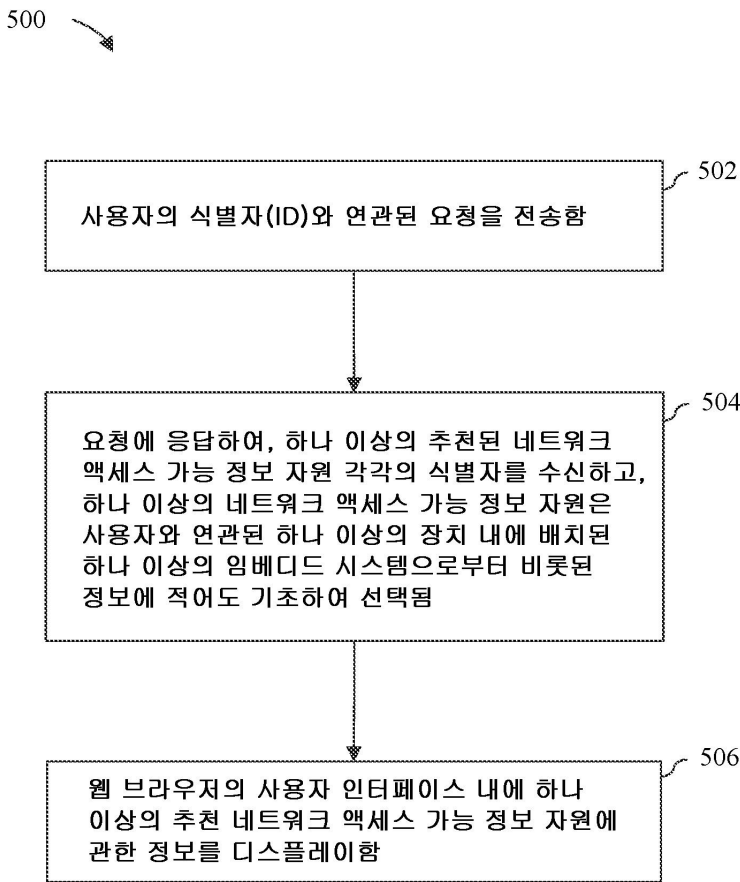 500
502
사용자의 식별자(ID)와 연관된 요청을 전송함
504
요청에 응답하여, 하나 이상의 추천된 네트워크
액세스 가능 정보 자원 각각의 식별자를 수신하고,
하나 이상의 네트워크 액세스 가능 정보 자원은
사용자와 연관된 하나 이상의 장치 내에 배치된
하나 이상의 임베디드 시스템으로부터 비롯된
정보에 적어도 기초하여 선택됨
506
웹 브라우저의 사용자 인터페이스 내에 하나
이상의 추천 네트워크 액세스 가능 정보 자원에
관한 정보를 디스플레이함